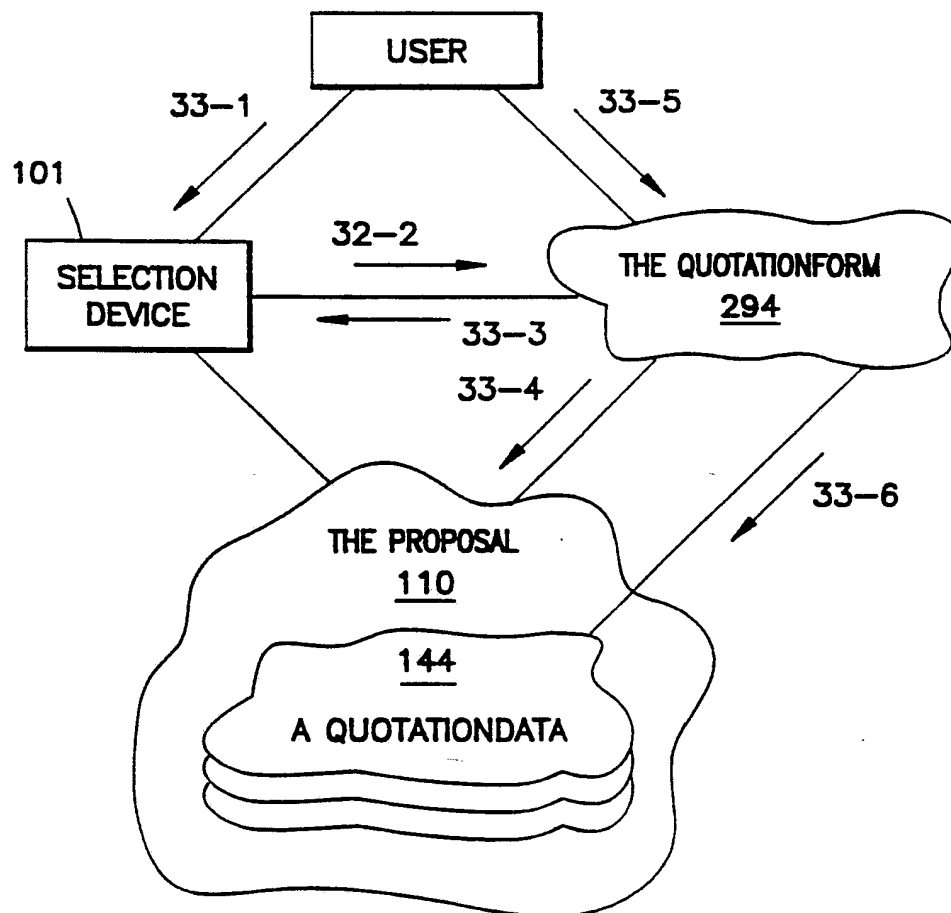 USER
33-1
33-5
101
32-2
SELECTION
DEVICE
THE QUOTATIONFORM
294
33-3
33-4
33-6
THE PROPOSAL
110
144
A QUOTATIONDATA